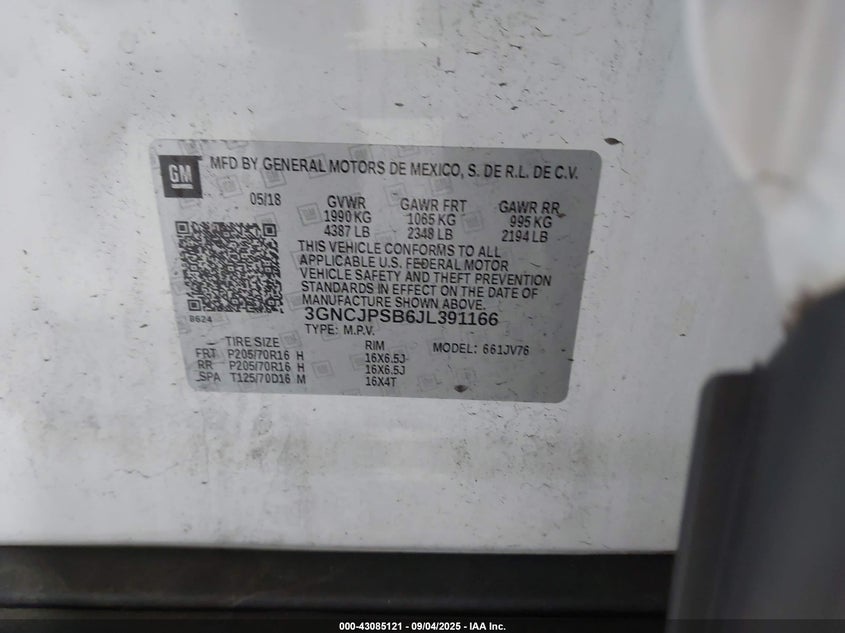 GM MFD BY GENERAL MOTORS DE MEXICO, S. DE R.L. DE C.V.
05/18 GVWR GAWR FRT GAWR RR
1990 KG 1065 KG 995 KG
4387 LB 2348 LB 2194 LB
THIS VEHICLE CONFORMS TO ALL
APPLICABLE U.S. FEDERAL MOTOR
VEHICLE SAFETY AND THEFT PREVENTION
STANDARDS IN EFFECT ON THE DATE OF
MANUFACTURE SHOWN ABOVE.
B624 3GNCJPSB6JL391166
TYPE: M.P.V.
TIRE SIZE RIM MODEL: 661JV76
FRT P205/70R16 H 16X6.5J
RR P205/70R16 H 16X6.5J
SPA T125/70D16 M 16X4T
000-43085121 - 09/04/2025 - IAA Inc.